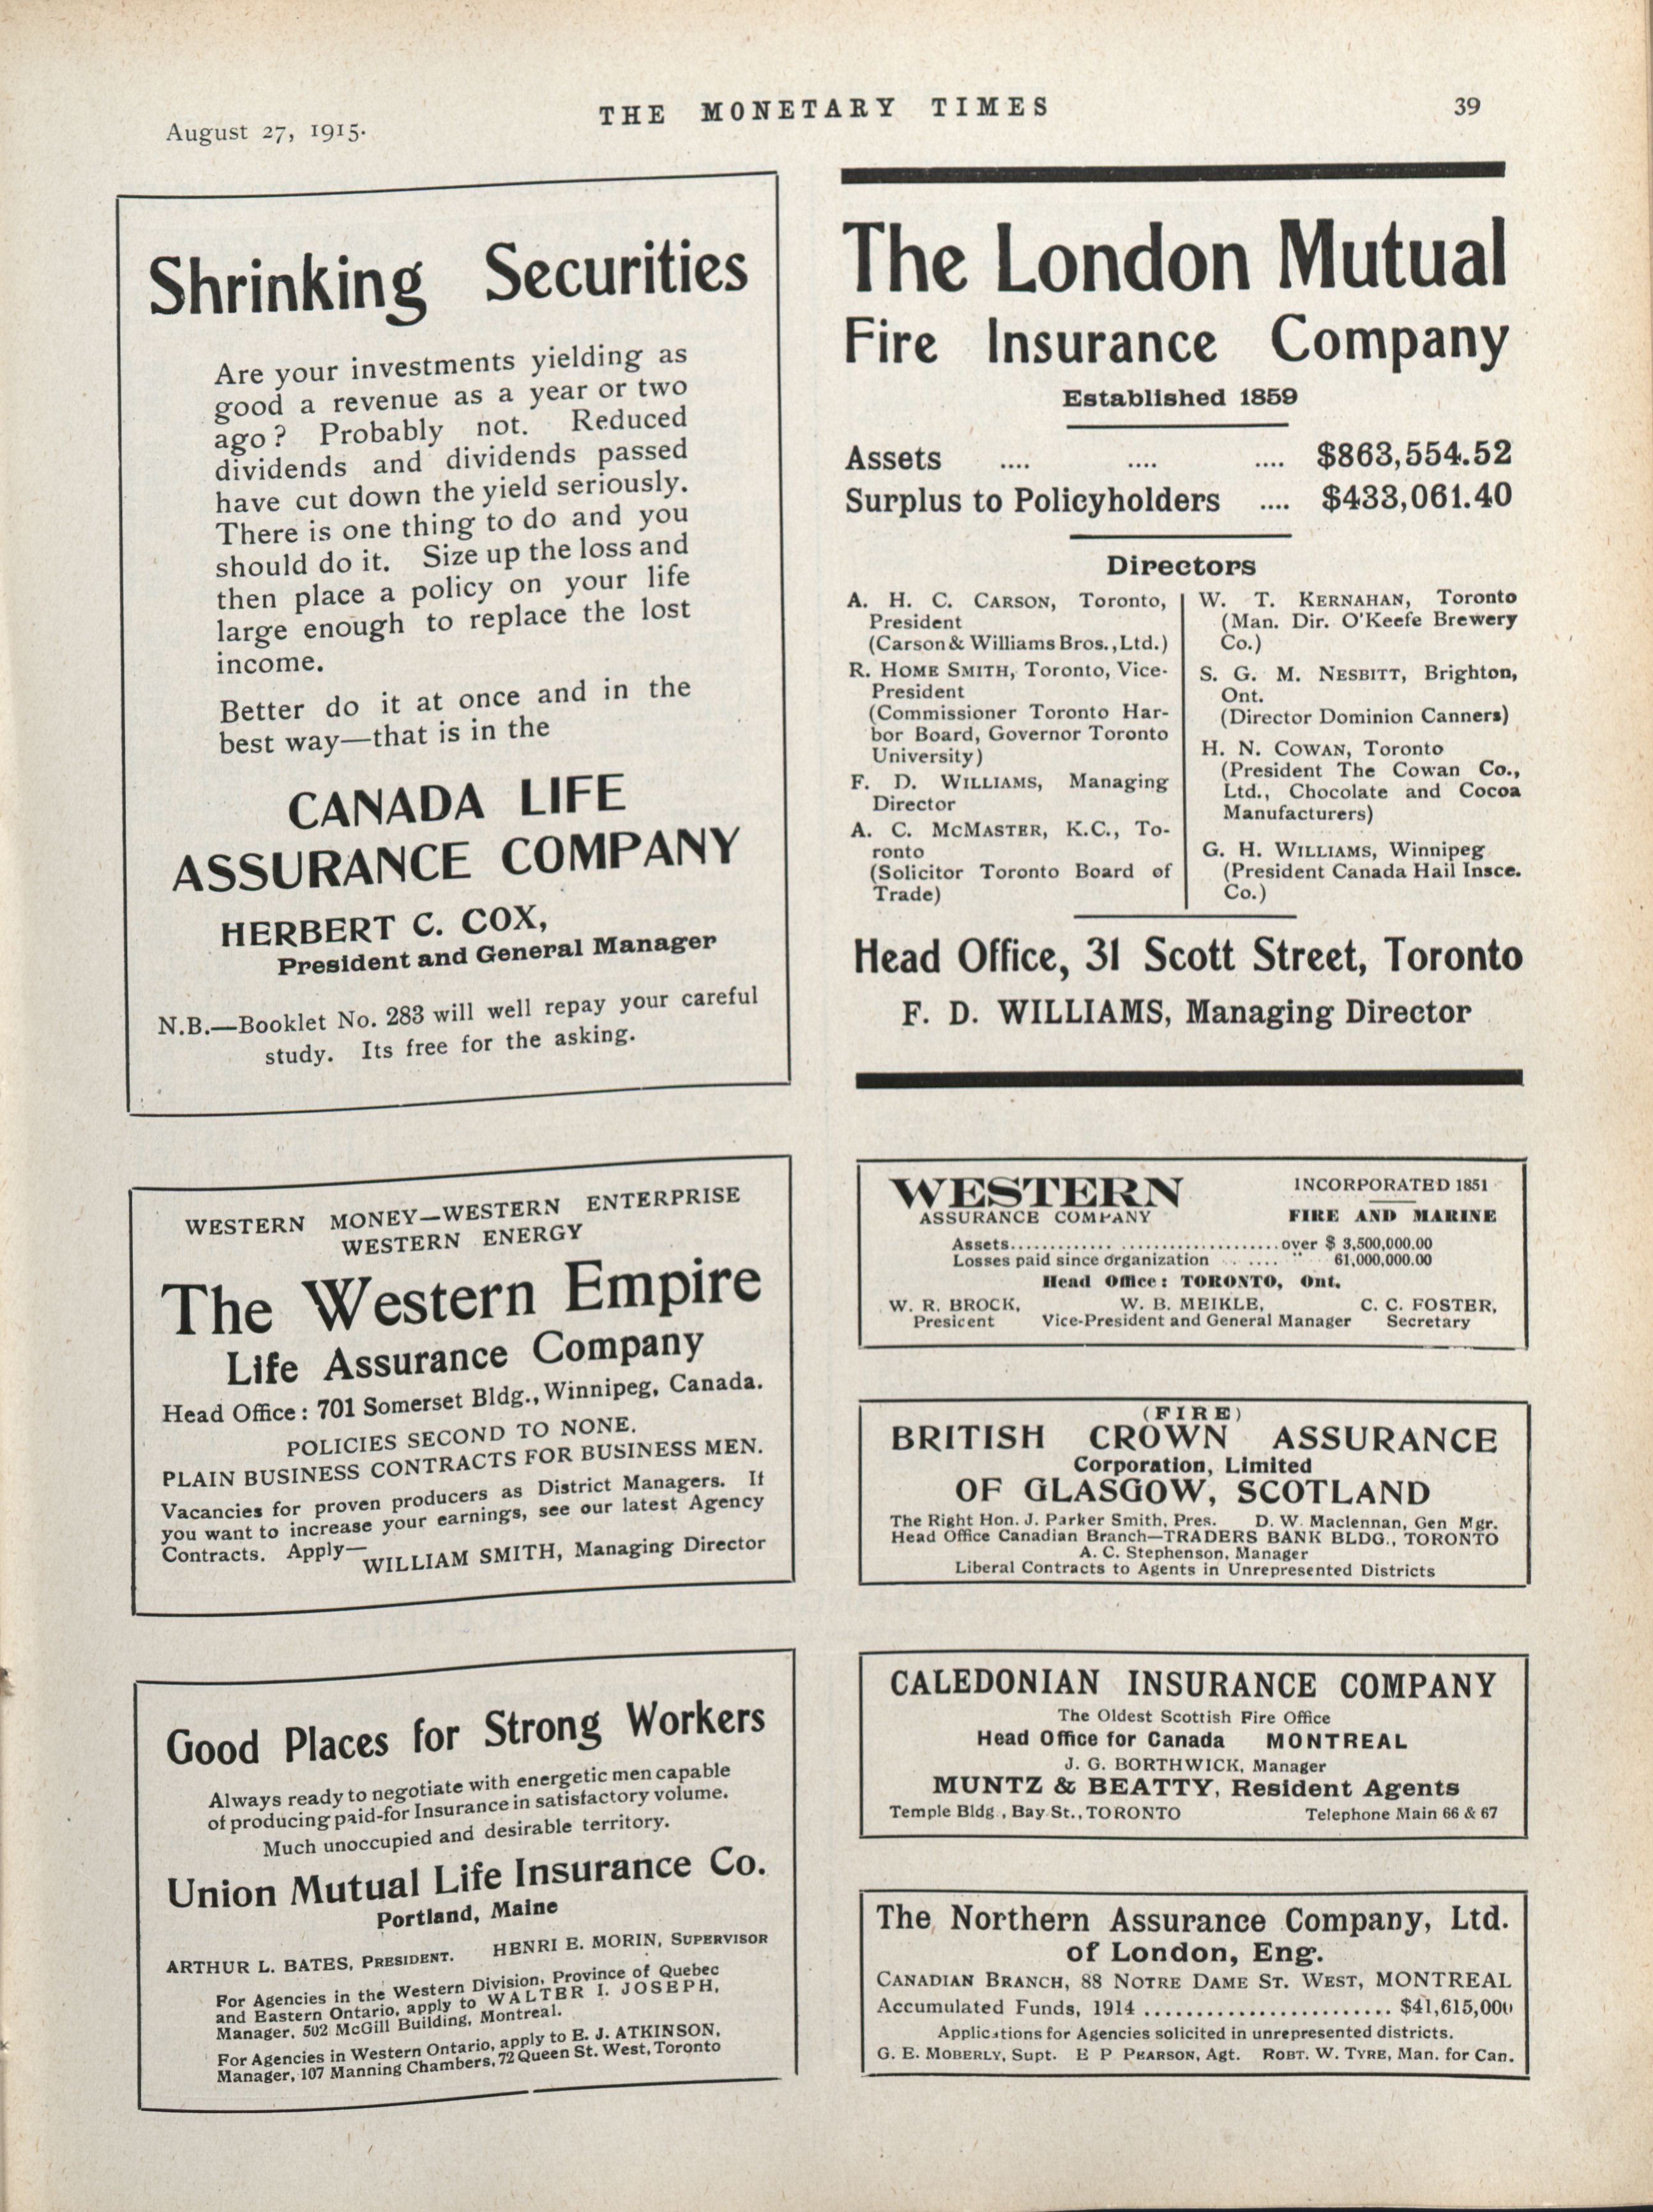 August 27, 1915.
THE MONETARY TIMES
39
Shrinking Securities
Are your investments yielding as
good a revenue as a year or two
ago? Probably not. Reduced
dividends and dividends passed
have cut down the yield seriously.
There is one thing to do and you
should do it. Size up the loss and
then place a policy on your life
large enough to replace the lost
income.
Better do it at once and in the
best way—that is in the
CANADA LIFE
ASSURANCE COMPANY
HERBERT C. COX,
President and General Manager
N.B.—Booklet No. 283 will well repay your careful
study. Its free for the asking.
WESTERN MONEY—WESTERN ENTERPRISE
WESTERN ENERGY
The Western Empire
Life Assurance Company
Head Office: 701 Somerset Bldg., Winnipeg, Canada.
POLICIES SECOND TO NONE.
PLAIN BUSINESS CONTRACTS FOR BUSINESS MEN.
Vacancies for proven producers as District Managers. If
you want to increase your earnings, see our latest Agency
Contracts. Apply—
WILLIAM SMITH, Managing Director
Good Places for Strong Workers
Always ready to negotiate with energetic men capable
of producing paid-for Insurance in satisfactory volume.
Much unoccupied and desirable territory.
Union Mutual Life Insurance Co.
Portland, Maine
ARTHUR L. BATES, PRESIDENT. HENRI E. MORIN, SUPERVISOR
For Agencies in the Western Division, Province of Quebec
and Eastern Ontario, apply to WALTER I. JOSEPH,
Manager, 502 McGill Building, Montreal.
For Agencies in Western Ontario, apply to E. J. ATKINSON,
Manager, 107 Manning Chambers, 72 Queen St. West, Toronto
The London Mutual
Fire Insurance Company
Established 1859
Assets .... .... .... $863,554.52
Surplus to Policyholders .... $433,061.40
Directors
A. H. C. CARSON, Toronto,
President
(Carson & Williams Bros., Ltd.)
R. HOME SMITH, Toronto, Vice-
President
(Commissioner Toronto Har-
bor Board, Governor Toronto
University)
F. D. WILLIAMS, Managing
Director
A. C. MCMASTER, K.C., To-
ronto
(Solicitor Toronto Board of
Trade)
W. T. KERNAHAN, Toronto
(Man. Dir. O'Keefe Brewery
Co.)
S. G. M. NESBITT, Brighton,
Ont.
(Director Dominion Canners)
H. N. COWAN, Toronto
(President The Cowan Co.,
Ltd., Chocolate and Cocoa
Manufacturers)
G. H. WILLIAMS, Winnipeg
(President Canada Hail Insce.
Co.)
Head Office, 31 Scott Street, Toronto
F. D. WILLIAMS, Managing Director
WESTERN
ASSURANCE COMPANY
INCORPORATED 1851
FIRE AND MARINE
Assets.................................over $ 3,500,000.00
Losses paid since organization ...... " 61,000,000.00
Head Office: TORONTO, Ont.
W. R. BROCK, W. B. MEIKLE, C. C. FOSTER,
President Vice-President and General Manager Secretary
(FIRE)
BRITISH CROWN ASSURANCE
Corporation, Limited
OF GLASGOW, SCOTLAND
The Right Hon. J. Parker Smith, Pres. D. W. Maclennan, Gen Mgr.
Head Office Canadian Branch—TRADERS BANK BLDG., TORONTO
A. C. Stephenson, Manager
Liberal Contracts to Agents in Unrepresented Districts
CALEDONIAN INSURANCE COMPANY
The Oldest Scottish Fire Office
Head Office for Canada MONTREAL
J. G. BORTHWICK, Manager
MUNTZ & BEATTY, Resident Agents
Temple Bldg., Bay St., TORONTO Telephone Main 66 & 67
The Northern Assurance Company, Ltd.
of London, Eng.
CANADIAN BRANCH, 88 NOTRE DAME ST. WEST, MONTREAL
Accumulated Funds, 1914 ........................ $41,615,000
Applications for Agencies solicited in unrepresented districts.
G. E. MOBERLY, Supt. E P PEARSON, Agt. ROBT. W. TYRE, Man. for Can.